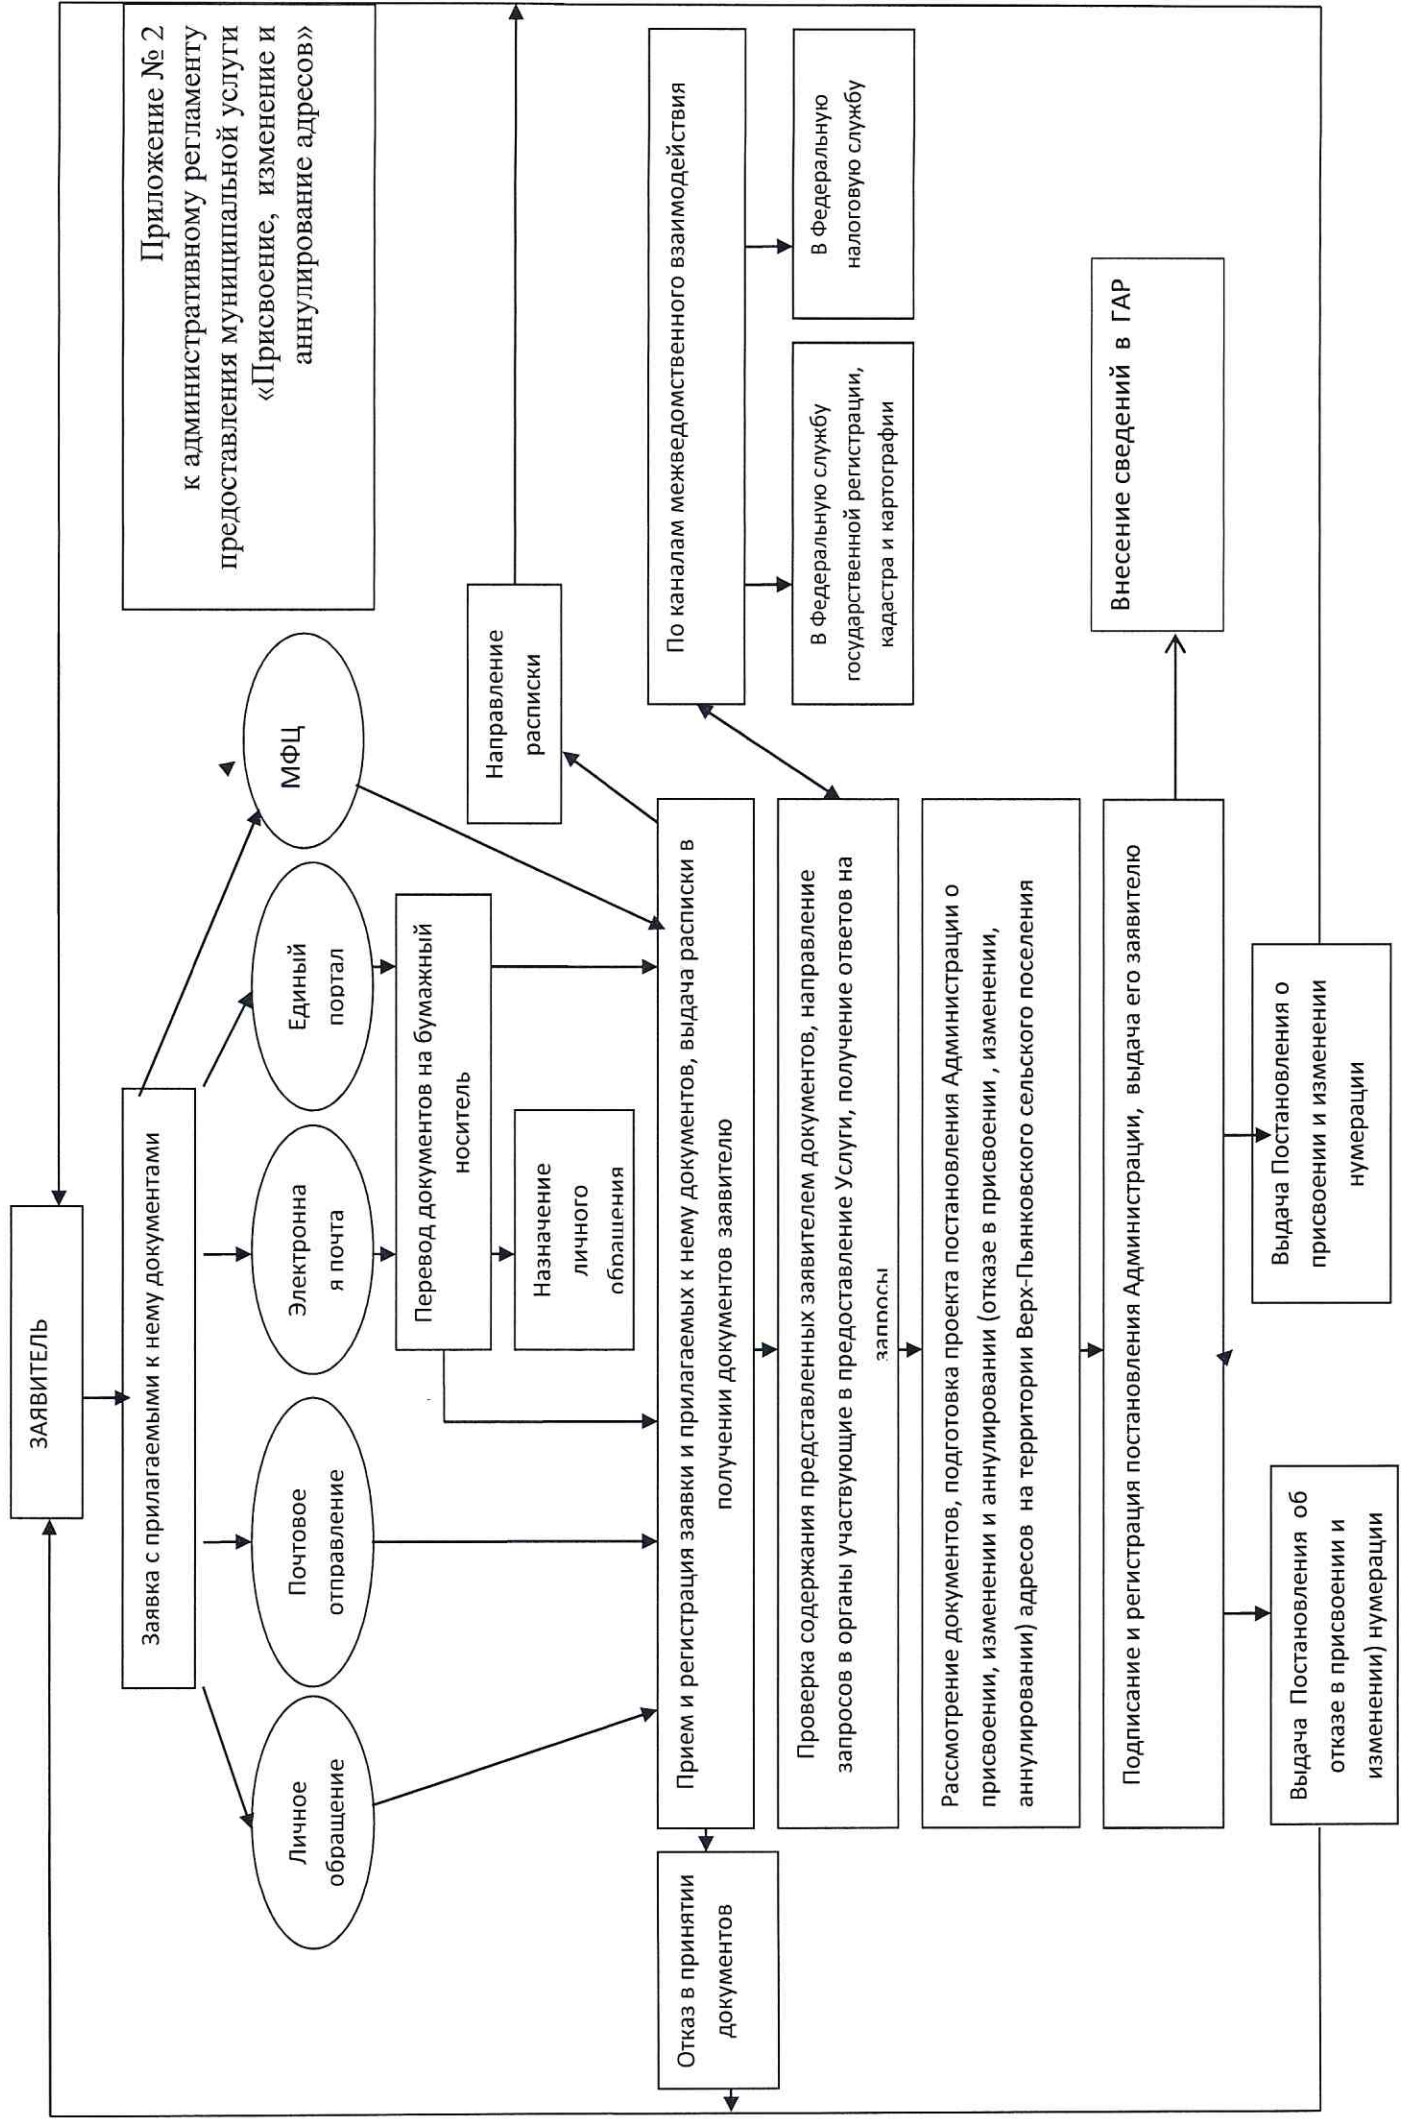 Приложение № 2
к административному регламенту
предоставления муниципальной услуги
«Присвоение, изменение и
аннулирование адресов»
ЗАЯВИТЕЛЬ
Заявка с прилагаемыми к нему документами
Личное
обращение
Почтовое
отправление
Электронна
я почта
Единый
портал
МФЦ
Перевод документов на бумажный
носитель
Назначение
личного
обращения
Направление
расписки
Прием и регистрация заявки и прилагаемых к нему документов, выдача расписки в
получении документов заявителю
Отказ в принятии
документов
По каналам межведомственного взаимодействия
В Федеральную службу
государственной регистрации,
кадастра и картографии
В Федеральную
налоговую службу
Проверка содержания представленных заявителем документов, направление
запросов в органы участвующие в предоставление Услуги, получение ответов на
запросы
Рассмотрение документов, подготовка проекта постановления Администрации о
присвоении, изменении и аннулировании (отказе в присвоении , изменении,
аннулировании) адресов на территории Верх-Пьянковского сельского поселения
Подписание и регистрация постановления Администрации, выдача его заявителю
Внесение сведений в ГАР
Выдача Постановления об
отказе в присвоении и
изменении) нумерации
Выдача Постановления о
присвоении и изменении
нумерации